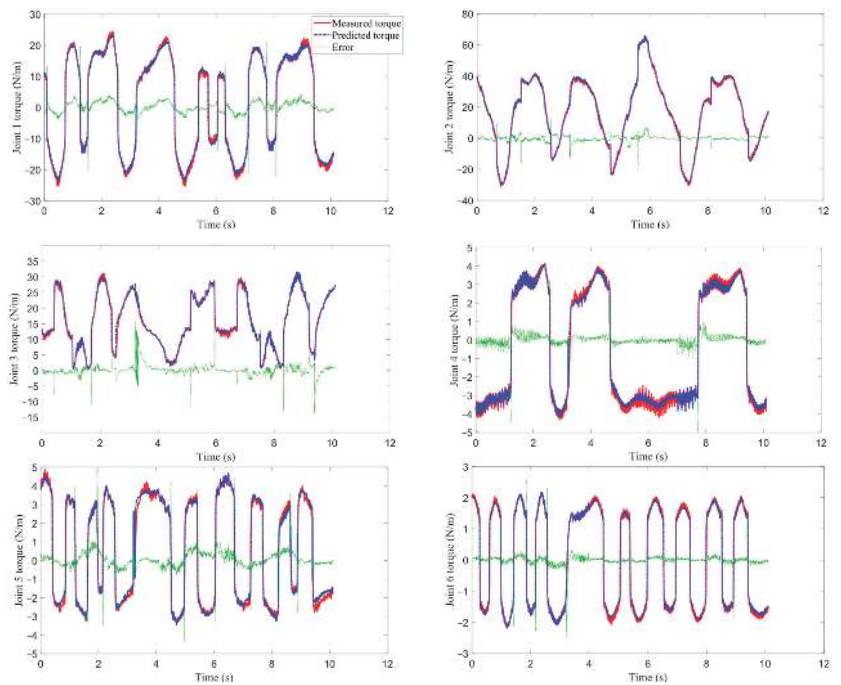 Measured torque
Predicted torque
Error
Joint 1 torque (N/m)
30
20
10
0
-10
-20
-30
0 2 4 6 8 10 12
Time (s)
Joint 2 torque (N/m)
80
60
40
20
0
-20
-40
0 2 4 6 8 10 12
Time (s)
Joint 3 torque (N/m)
35
30
25
20
15
10
5
0
-5
-10
-15
0 2 4 6 8 10 12
Time (s)
Joint 4 torque (N/m)
5
4
3
2
1
0
-1
-2
-3
-4
-5
0 2 4 6 8 10 12
Time (s)
Joint 5 torque (N/m)
5
4
3
2
1
0
-1
-2
-3
-4
-5
0 2 4 6 8 10 12
Time (s)
Joint 6 torque (N/m)
3
2
1
0
-1
-2
-3
0 2 4 6 8 10 12
Time (s)